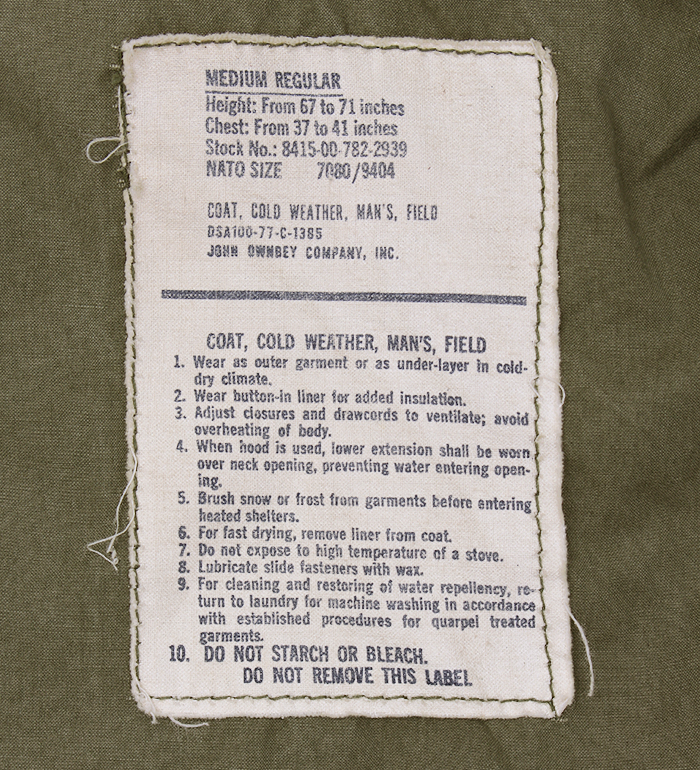 MEDIUM REGULAR
Height: From 67 to 71 inches
Chest: From 37 to 41 inches
Stock No.: 8415-00-782-2939
NATO SIZE 7080/9404
COAT, COLD WEATHER, MAN'S, FIELD
DSA100-77-C-1385
JOHN OWNBEY COMPANY, INC.
COAT, COLD WEATHER, MAN'S, FIELD
1. Wear as outer garment or as under-layer in cold-
dry climate.
2. Wear button-in liner for added insulation.
3. Adjust closures and drawcords to ventilate; avoid
overheating of body.
4. When hood is used, lower extension shall be worn
over neck opening, preventing water entering open-
ing.
5. Brush snow or frost from garments before entering
heated shelters.
6. For fast drying, remove liner from coat.
7. Do not expose to high temperature of a stove.
8. Lubricate slide fasteners with wax.
9. For cleaning and restoring of water repellency, re-
turn to laundry for machine washing in accordance
with established procedures for quarpel treated
garments.
10. DO NOT STARCH OR BLEACH.
DO NOT REMOVE THIS LABEL